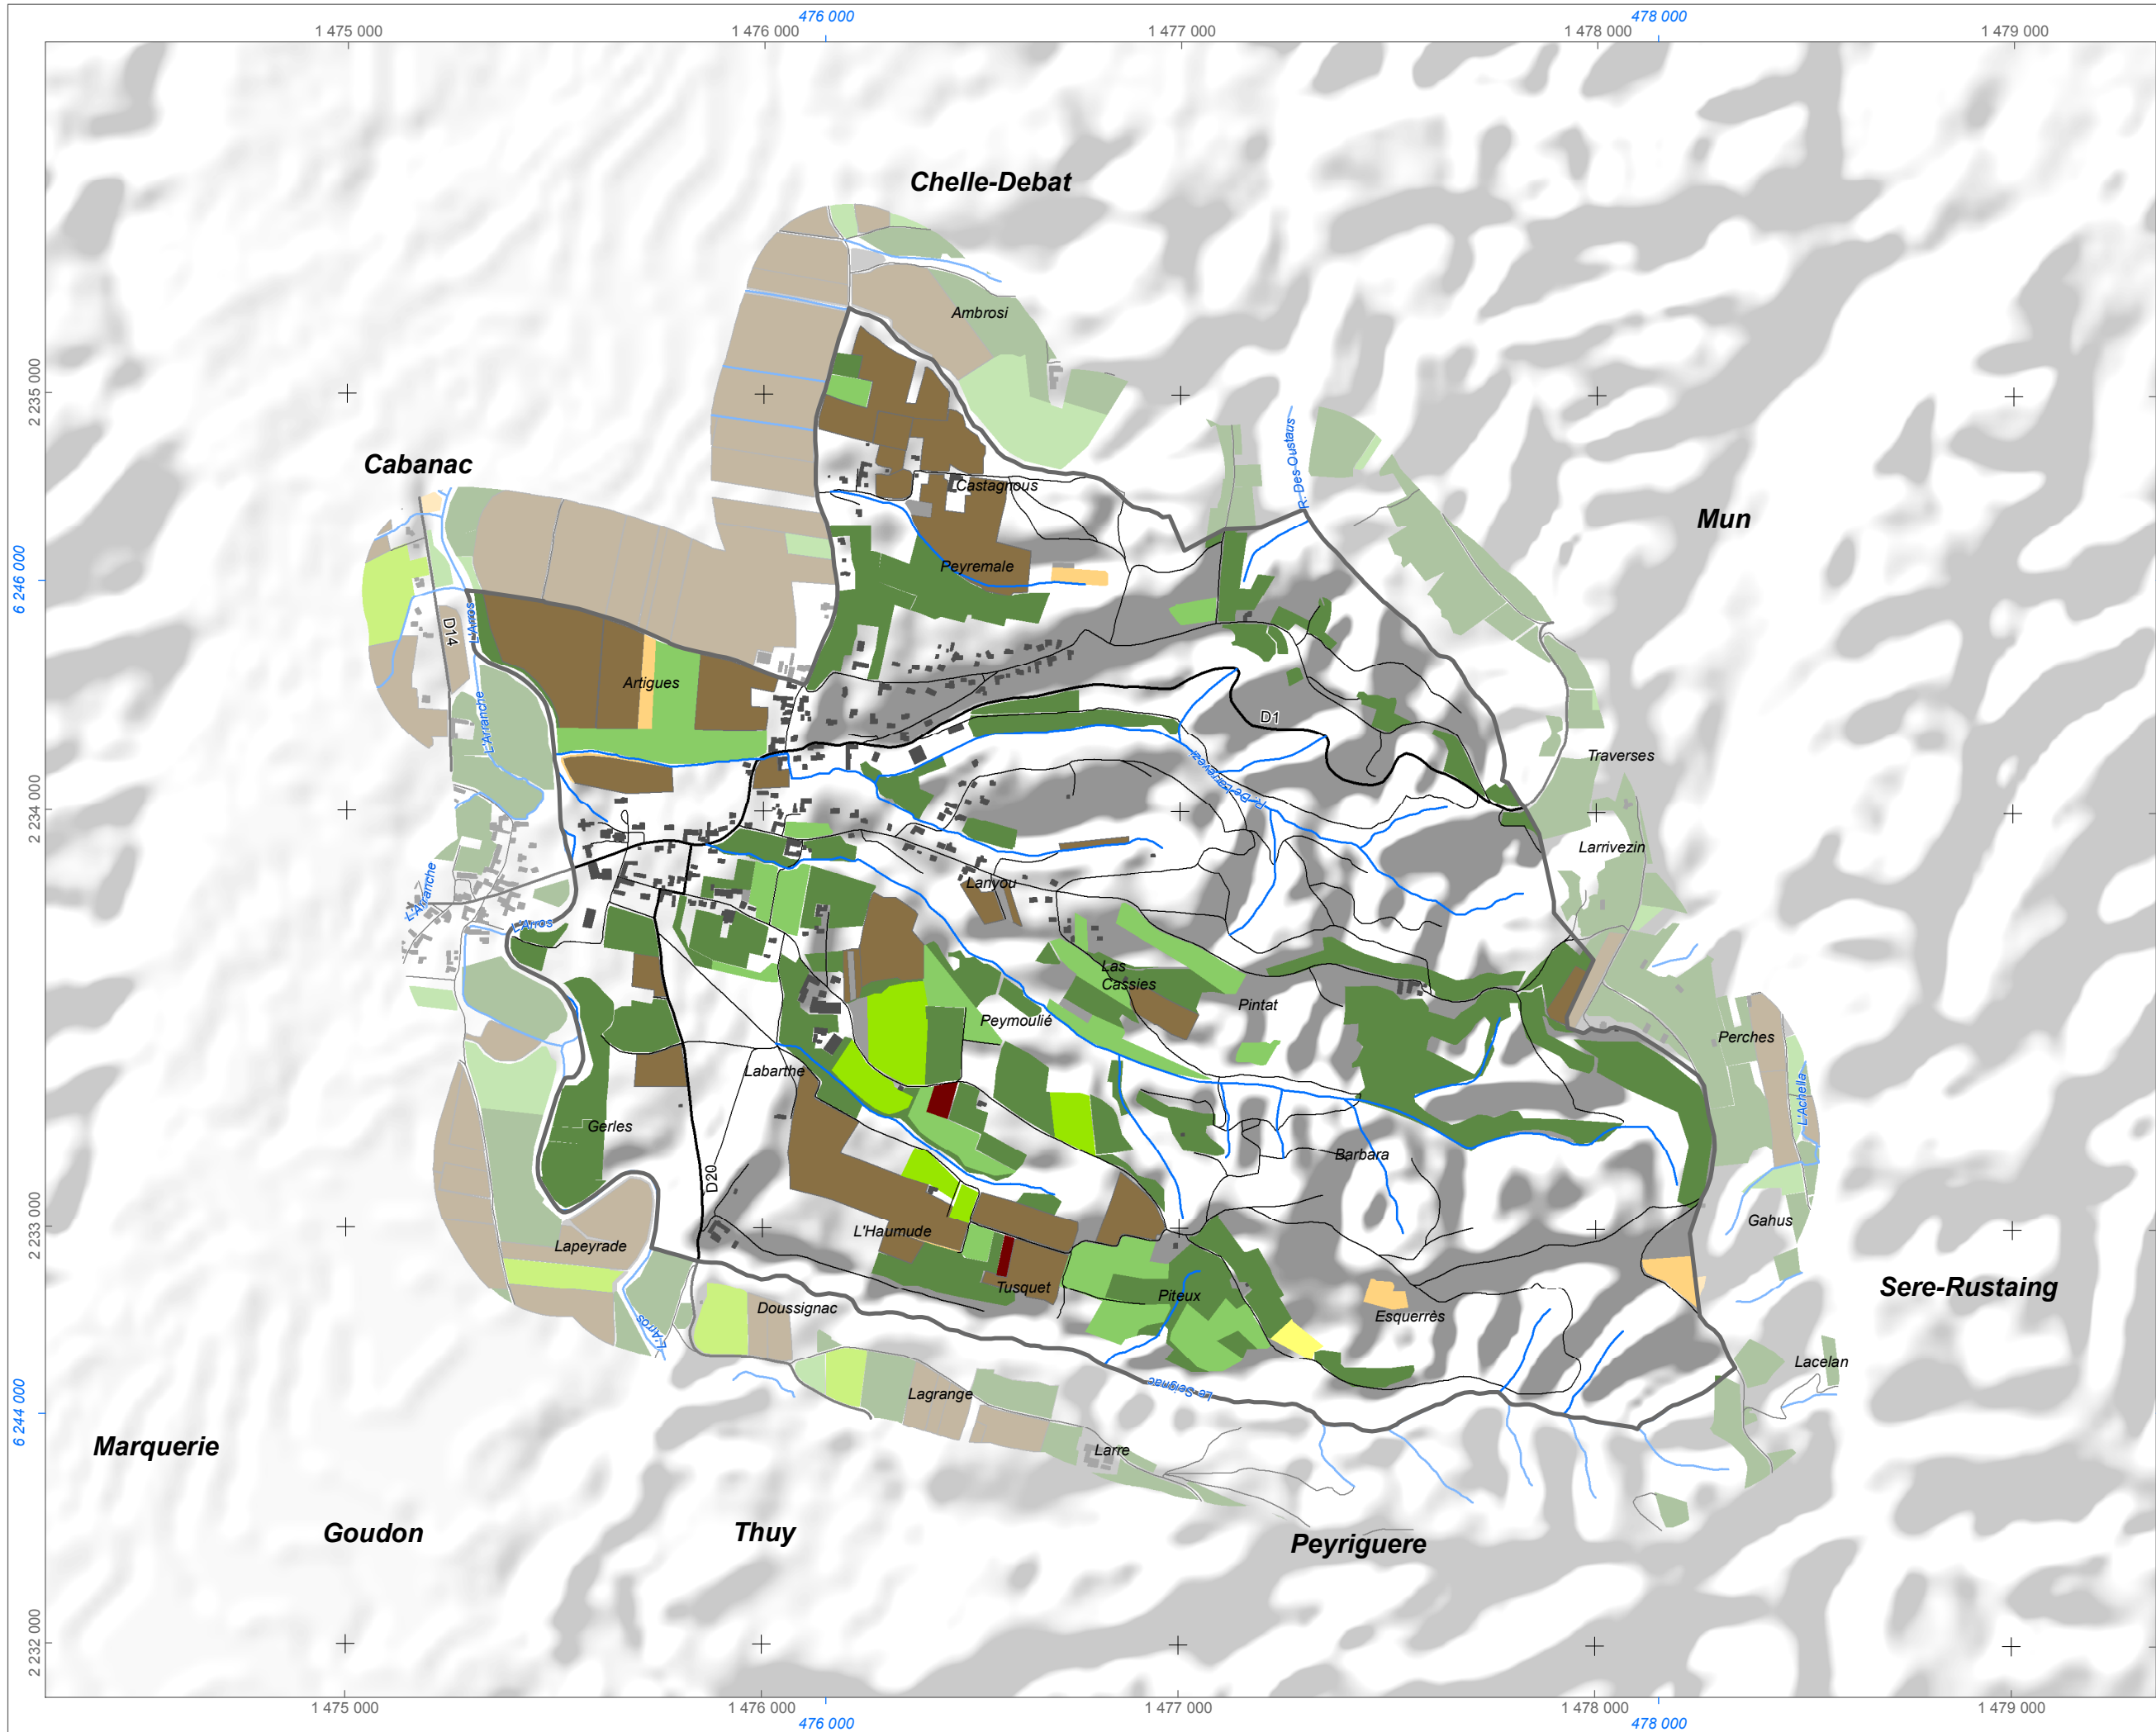 476 000
478 000
1 475 000
1 476 000
1 477 000
1 478 000
1 479 000
Chelle-Debat
Ambrosi
2 235 000
R. Des Oustaus
Cabanac
Castagnous
Mun
6 246 000
Peyremale
L'Arros
D14
Artigues
L'Arranche
D1
Traverses
R. De Larrevezi
2 234 000
Larrivezin
L'Arranche
Lanyou
L'Arros
Las
Cassies
Pintat
Peymoulié
Perches
Labarthe
L'Achella
Gerles
Barbara
D20
2 233 000
L'Haumude
Gahus
Lapeyrade
Tusquet
Piteux
Sere-Rustaing
Doussignac
Esquerrès
L'Arros
Lacelan
Le Seignac
Lagrange
6 244 000
Marquerie
Larre
Goudon
Thuy
Peyriguere
2 232 000
1 475 000
1 476 000
1 477 000
1 478 000
1 479 000
476 000
478 000